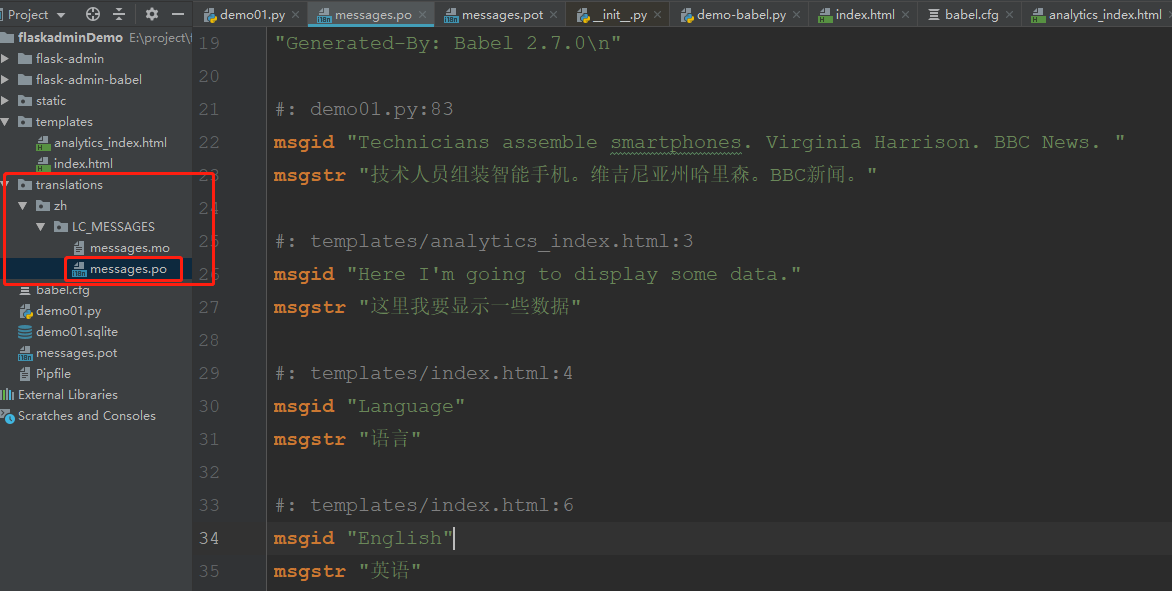 Project
demo01.py
messages.po
messages.pot
__init__.py
demo-babel.py
index.html
babel.cfg
analytics_index.html
flaskadminDemo E:\project\
flask-admin
flask-admin-babel
static
templates
analytics_index.html
index.html
translations
zh
LC_MESSAGES
messages.mo
messages.po
babel.cfg
demo01.py
demo01.sqlite
messages.pot
Pipfile
External Libraries
Scratches and Consoles
19 "Generated-By: Babel 2.7.0\n"
20
21 #: demo01.py:83
22 msgid "Technicians assemble smartphones. Virginia Harrison. BBC News. "
23 msgstr "技术人员组装智能手机。维吉尼亚州哈里森。BBC新闻。"
24
25 #: templates/analytics_index.html:3
26 msgid "Here I'm going to display some data."
27 msgstr "这里我要显示一些数据"
28
29 #: templates/index.html:4
30 msgid "Language"
31 msgstr "语言"
32
33 #: templates/index.html:6
34 msgid "English"
35 msgstr "英语"